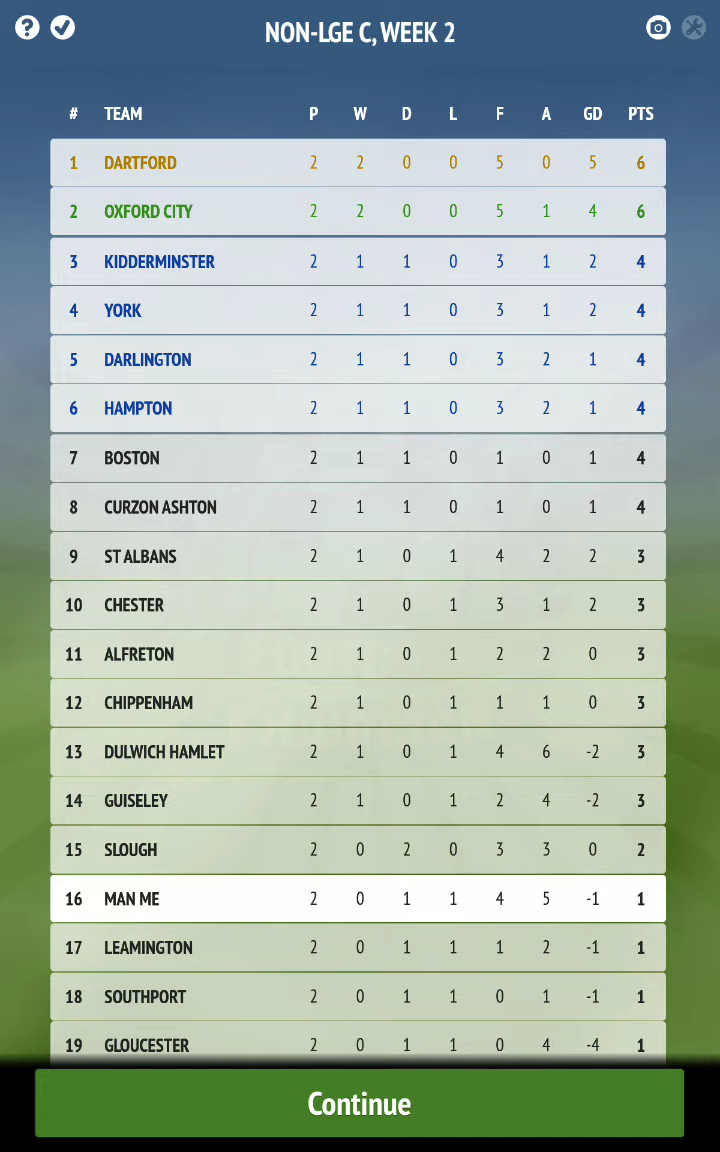 NON-LGE C, WEEK 2
# TEAM P W D L F A GD PTS
1 DARTFORD 2 2 0 0 5 0 5 6
2 OXFORD CITY 2 2 0 0 5 1 4 6
3 KIDDERMINSTER 2 1 1 0 3 1 2 4
4 YORK 2 1 1 0 3 1 2 4
5 DARLINGTON 2 1 1 0 3 2 1 4
6 HAMPTON 2 1 1 0 3 2 1 4
7 BOSTON 2 1 1 0 1 0 1 4
8 CURZON ASHTON 2 1 1 0 1 0 1 4
9 ST ALBANS 2 1 0 1 4 2 2 3
10 CHESTER 2 1 0 1 3 1 2 3
11 ALFRETON 2 1 0 1 2 2 0 3
12 CHIPPENHAM 2 1 0 1 1 1 0 3
13 DULWICH HAMLET 2 1 0 1 4 6 -2 3
14 GUISELEY 2 1 0 1 2 4 -2 3
15 SLOUGH 2 0 2 0 3 3 0 2
16 MAN ME 2 0 1 1 4 5 -1 1
17 LEAMINGTON 2 0 1 1 1 2 -1 1
18 SOUTHPORT 2 0 1 1 0 1 -1 1
19 GLOUCESTER 2 0 1 1 0 4 -4 1
Continue